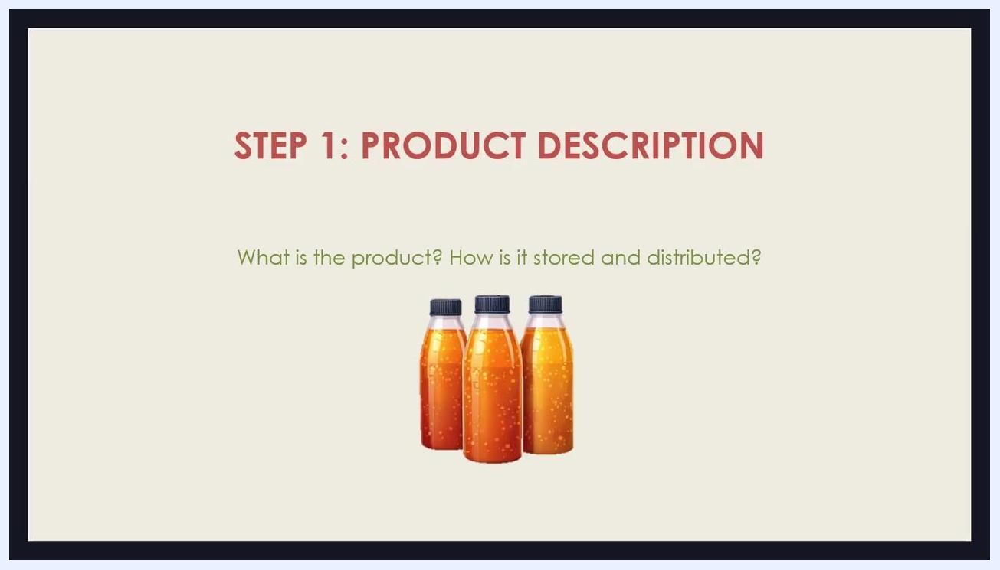 STEP 1: PRODUCT DESCRIPTION
What is the product? How is it stored and distributed?